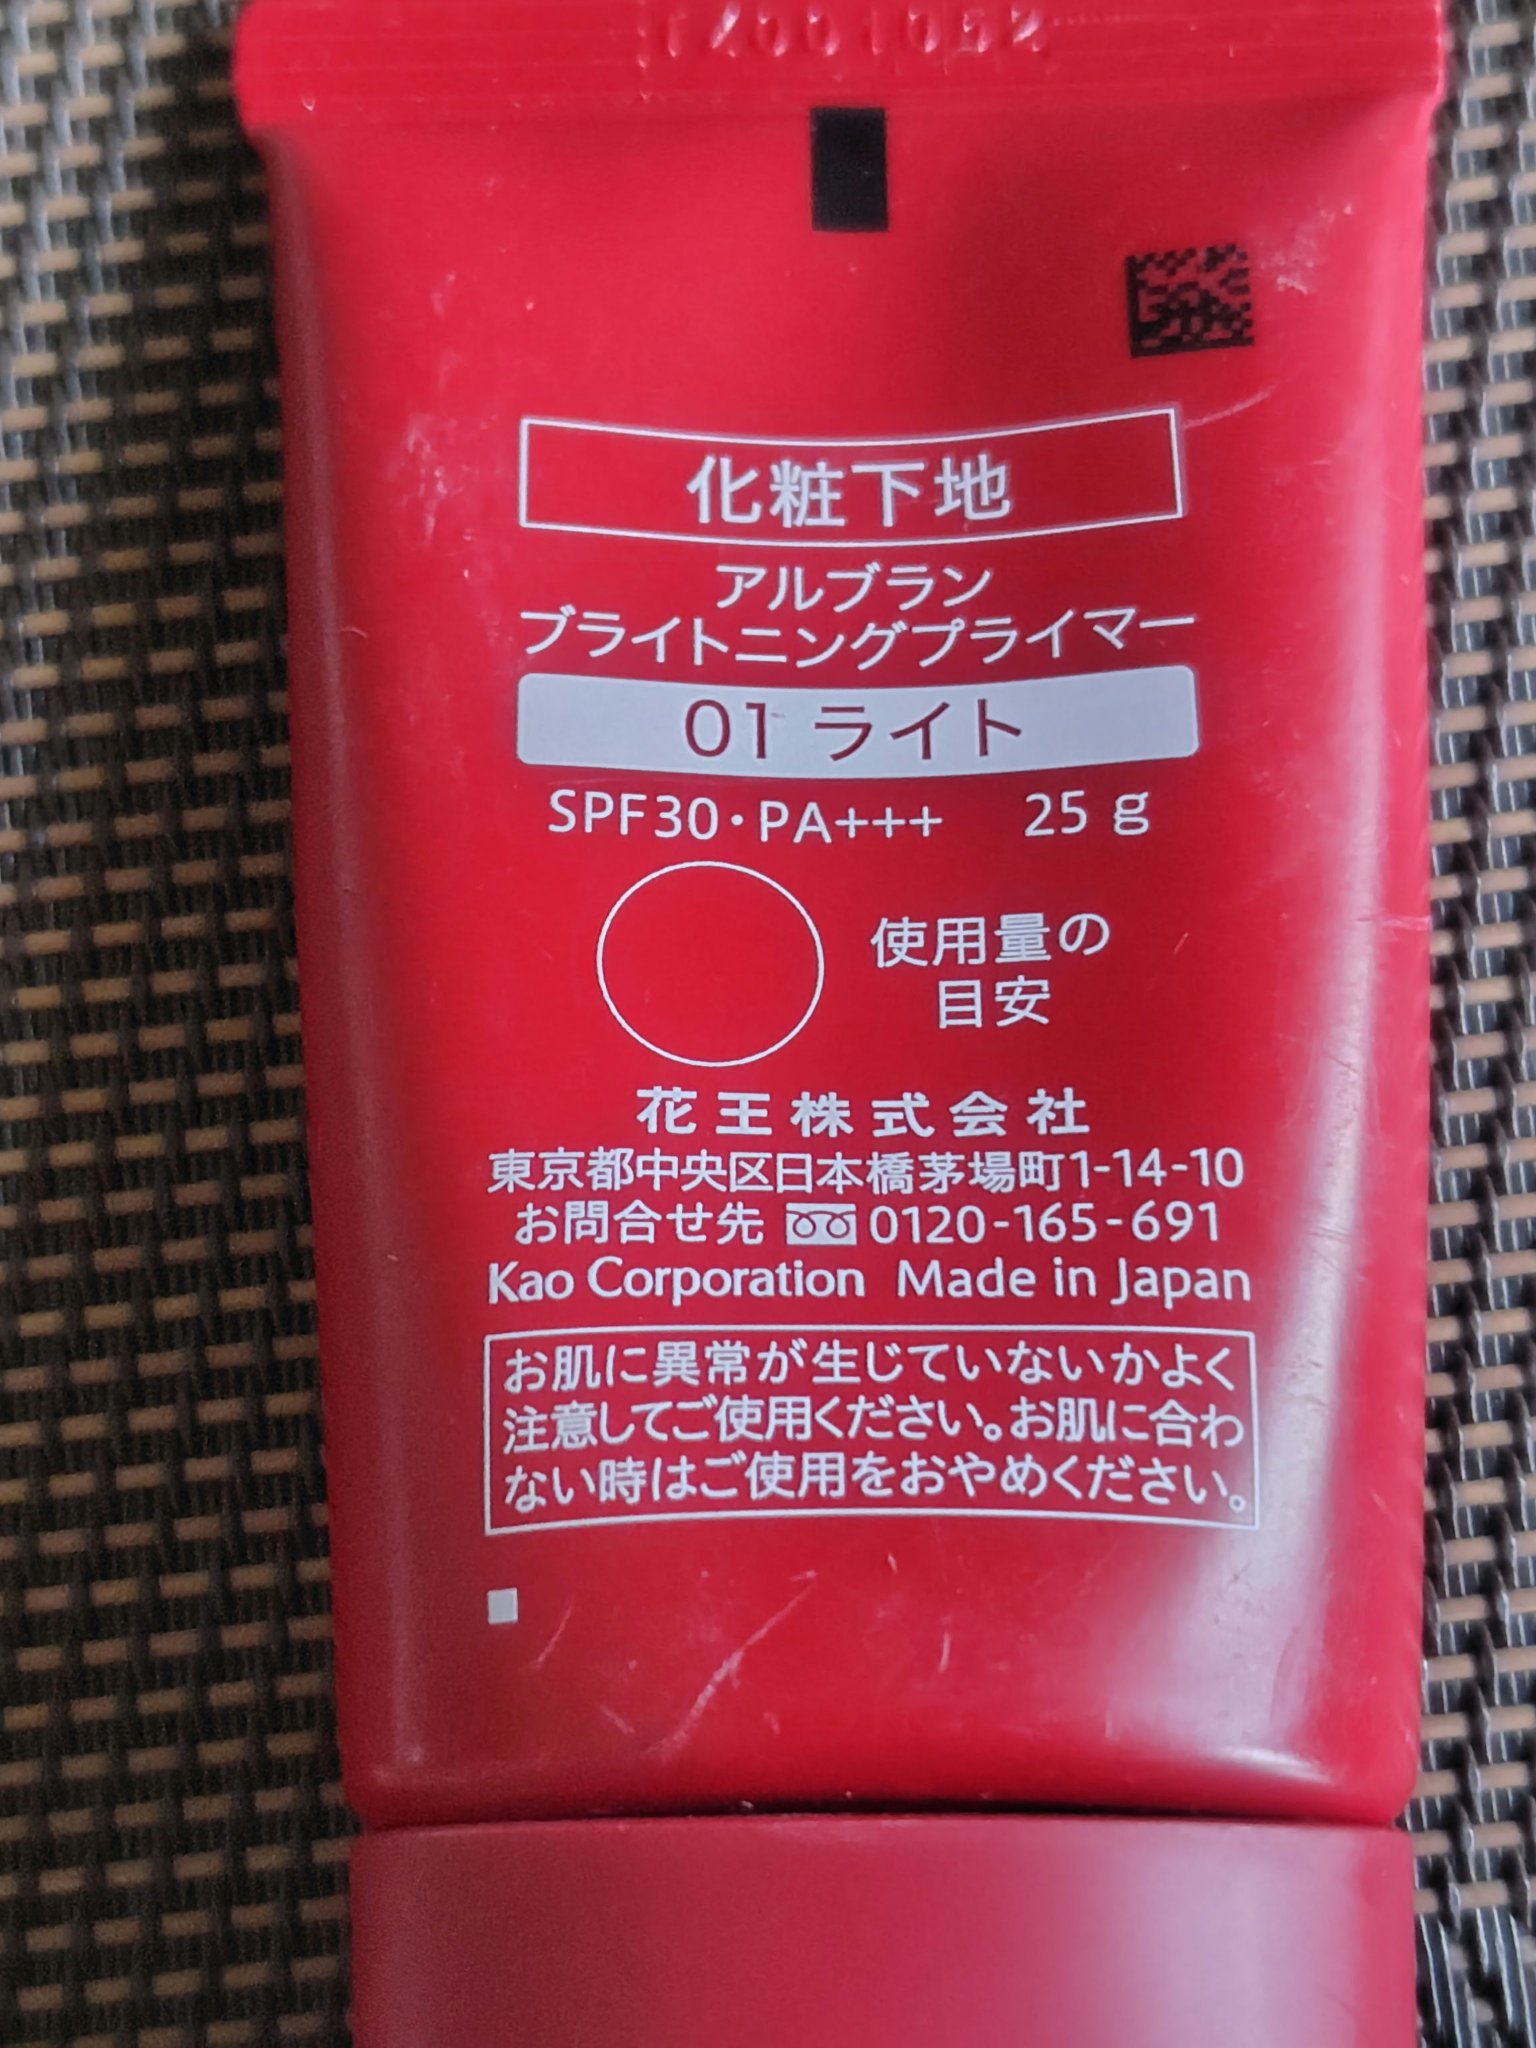 化粧下地
アルブラン
ブライトニングプライマー
01 ライト
SPF30・PA+++ 25 g
使用量の
目安
花王株式会社
東京都中央区日本橋茅場町1-14-10
お問合せ先 0120-165-691
Kao Corporation Made in Japan
お肌に異常が生じていないかよく
注意してご使用ください。お肌に合わ
ない時はご使用をおやめください。